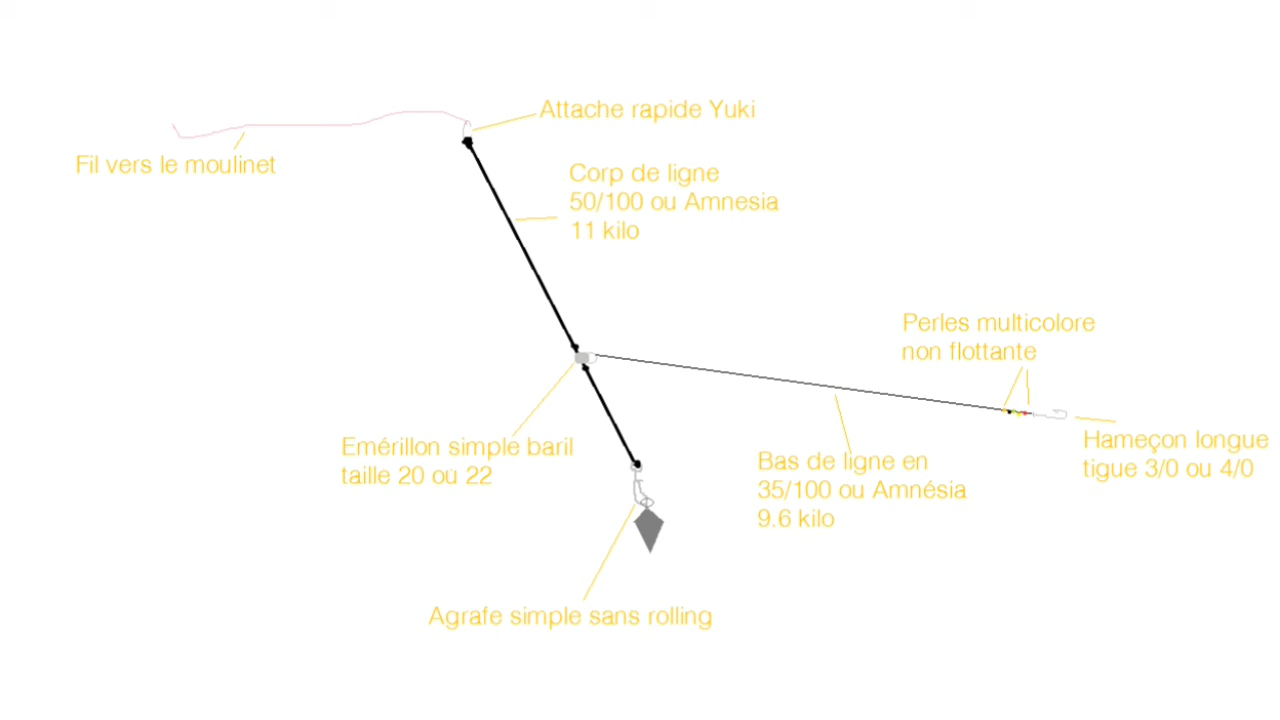 Attache rapide Yuki
Fil vers le moulinet
Corp de ligne
50/100 ou Amnesia
11 kilo
Perles multicolore
non flottante
Emérillon simple baril
taille 20 ou 22
Hameçon longue
tigue 3/0 ou 4/0
Bas de ligne en
35/100 ou Amnésia
9.6 kilo
Agrafe simple sans rolling